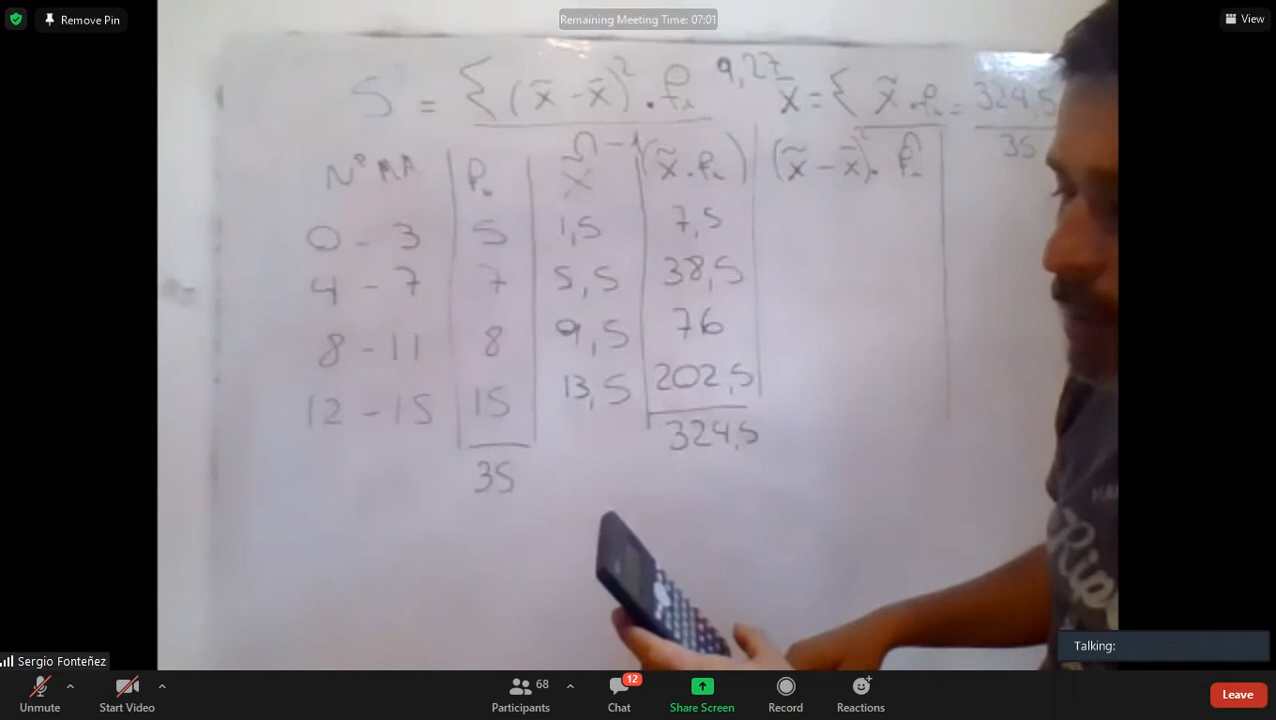 Remove Pin
Remaining Meeting Time: 07:01
View
S = Σ (x̃ - x̄)² . fi
n-1
9,27
x̄ = Σ x̃ . fi = 324,5
35
Nº AA fi x̃ (x̃ . fi) (x̃ - x̄)² . fi
0 - 3 5 1,5 7,5
4 - 7 7 5,5 38,5
8 - 11 8 9,5 76
12 - 15 15 13,5 202,5
35 324,5
Talking:
Sergio Fonteñez
12
68
Unmute Start Video Participants Chat Share Screen Record Reactions Leave